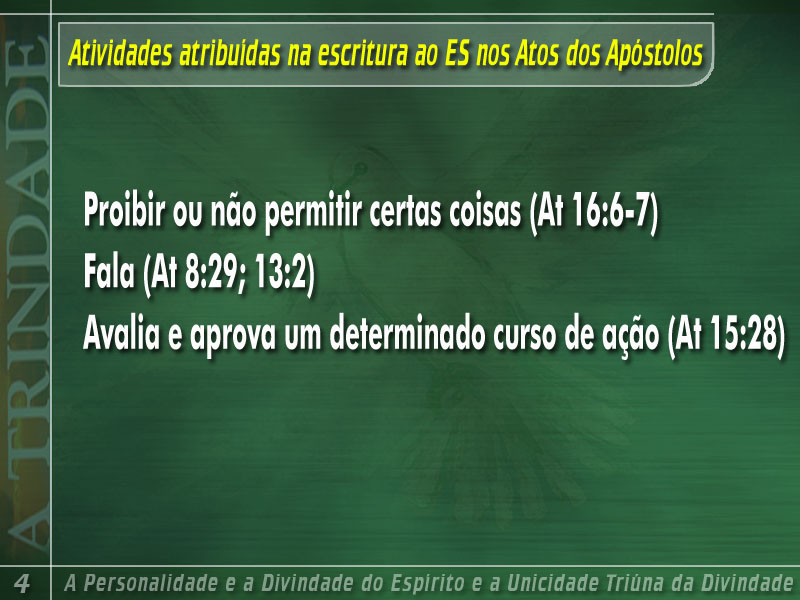 Atividades atribuídas na escritura ao ES nos Atos dos Apóstolos
A TRINDADE
Proibir ou não permitir certas coisas (At 16:6-7)
Fala (At 8:29; 13:2)
Avalia e aprova um determinado curso de ação (At 15:28)
4 A Personalidade e a Divindade do Espírito e a Unicidade Triúna da Divindade